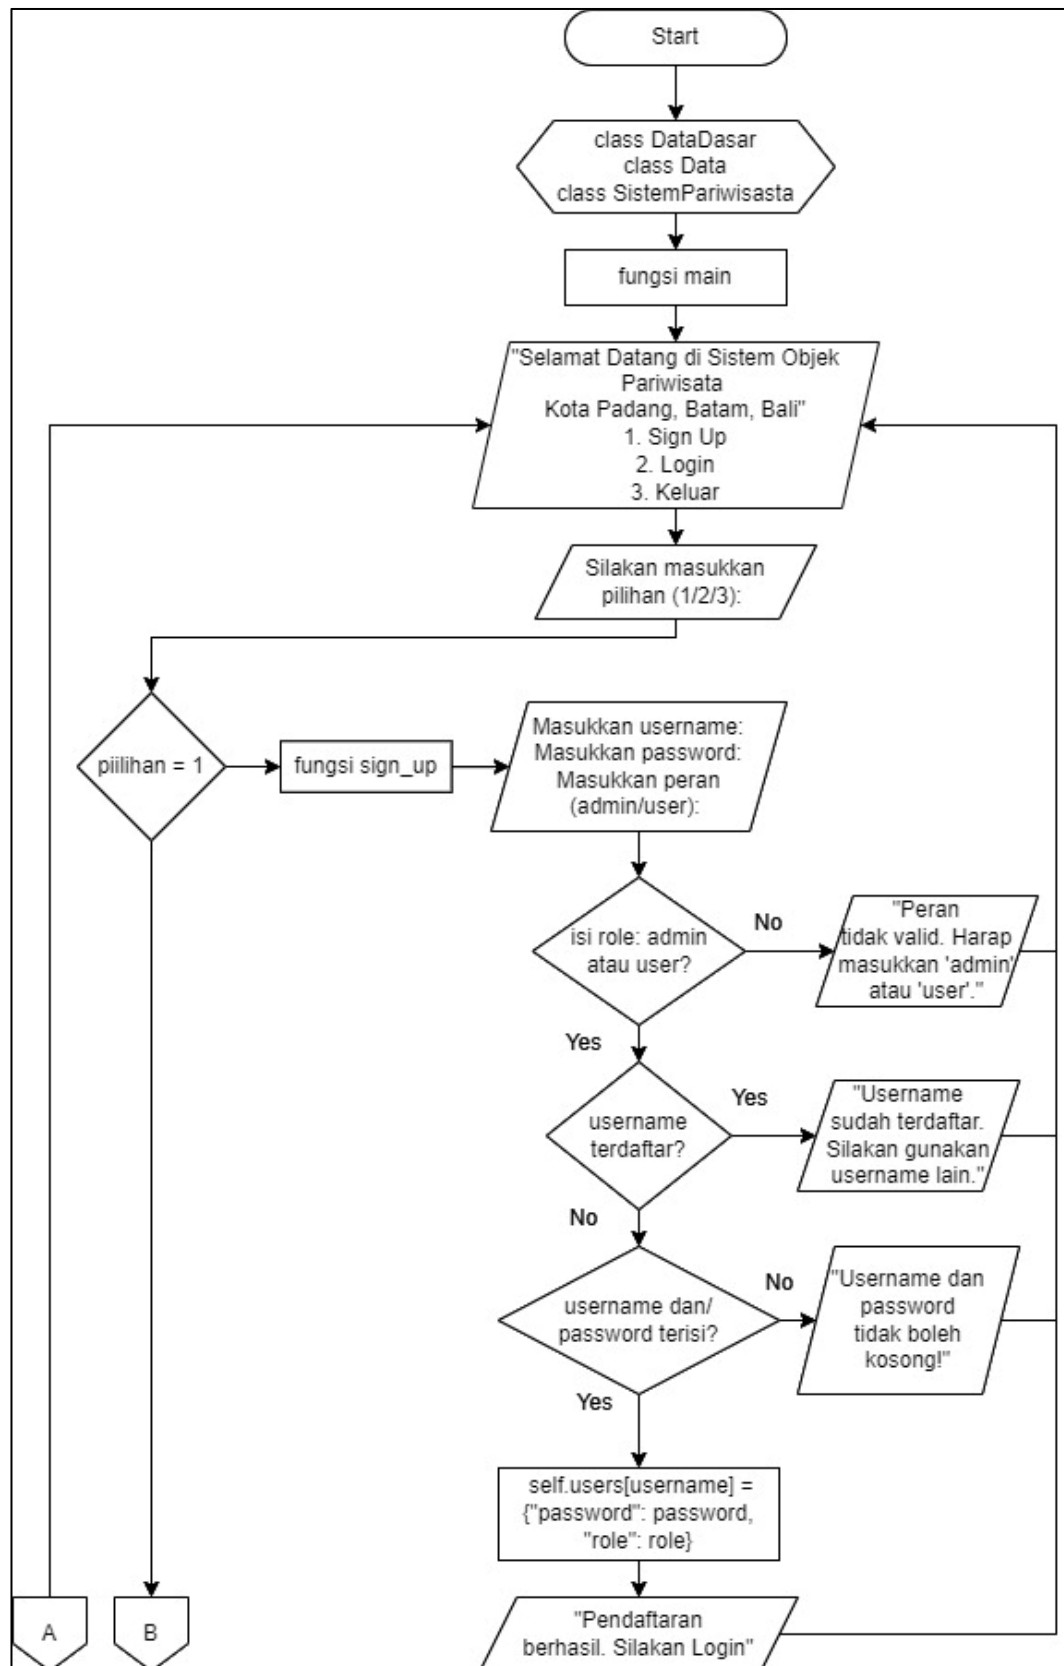 Start
class DataDasar
class Data
class SistemPariwisasta
fungsi main
"Selamat Datang di Sistem Objek
Pariwisata
Kota Padang, Batam, Bali"
1. Sign Up
2. Login
3. Keluar
Silakan masukkan
pilihan (1/2/3):
piilihan = 1
fungsi sign_up
Masukkan username:
Masukkan password:
Masukkan peran
(admin/user):
isi role: admin
atau user?
No
"Peran
tidak valid. Harap
masukkan 'admin'
atau 'user'."
Yes
username
terdaftar?
Yes
"Username
sudah terdaftar.
Silakan gunakan
username lain."
No
username dan/
password terisi?
No
"Username dan
password
tidak boleh
kosong!"
Yes
self.users[username] =
{"password": password,
"role": role}
"Pendaftaran
berhasil. Silakan Login"
A
B